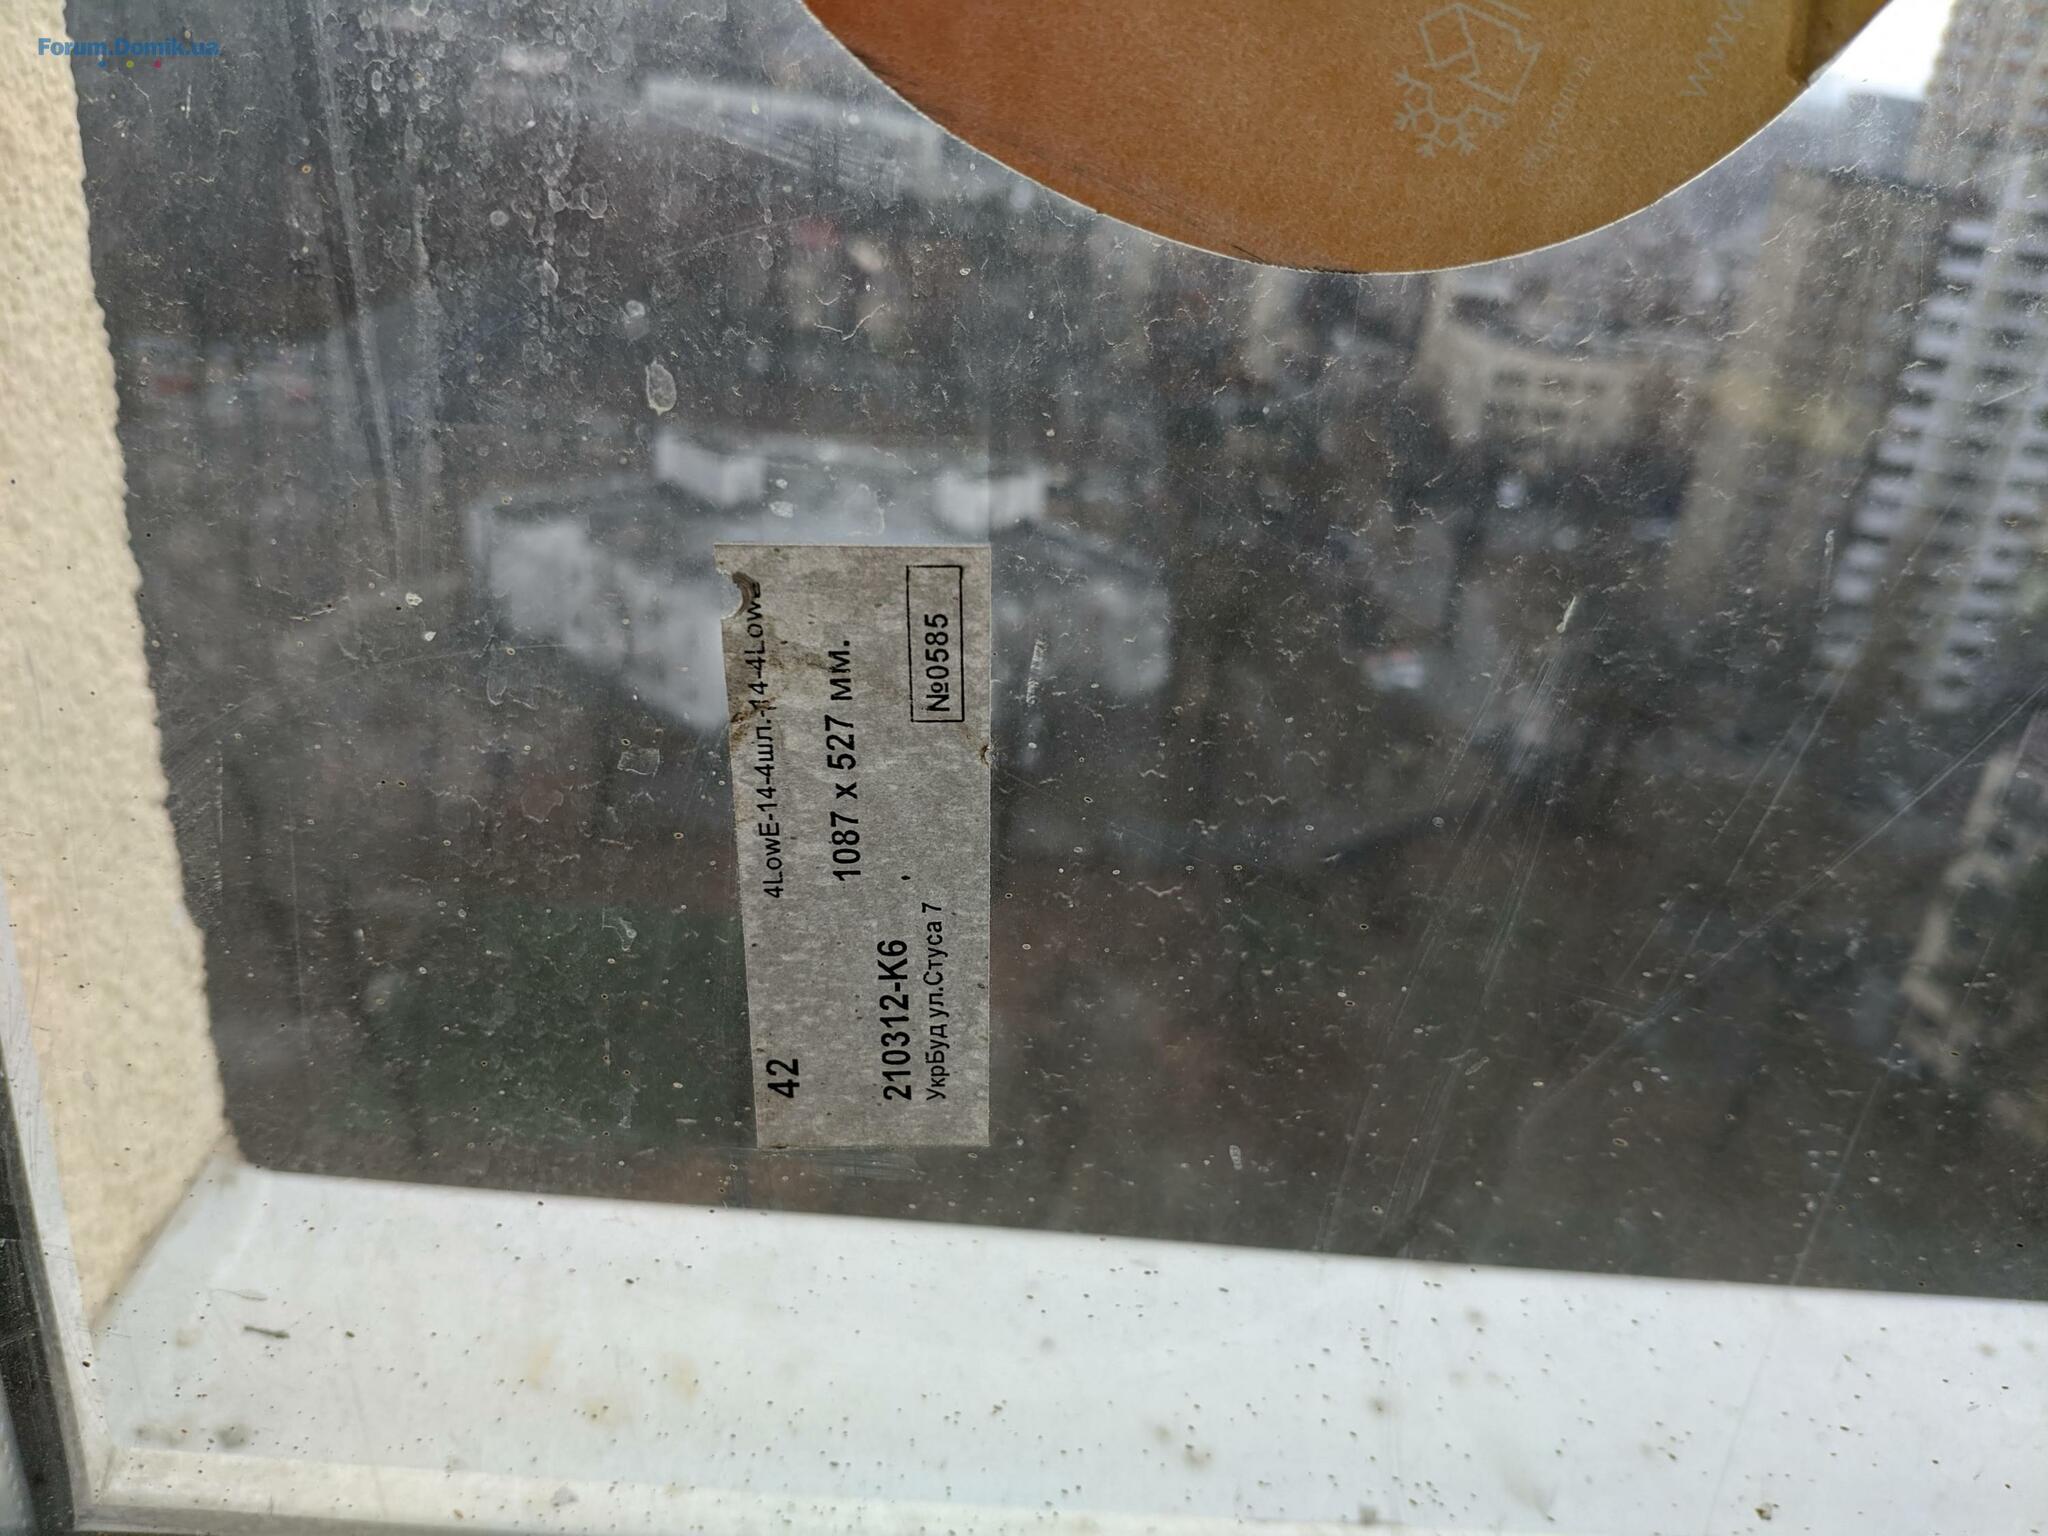 Forum.Domik.ua
42
4LowE-14-4шл.-14-4LowE
1087 x 527 мм.
210312-К6
УкрБуд ул.Стуса 7
№0585